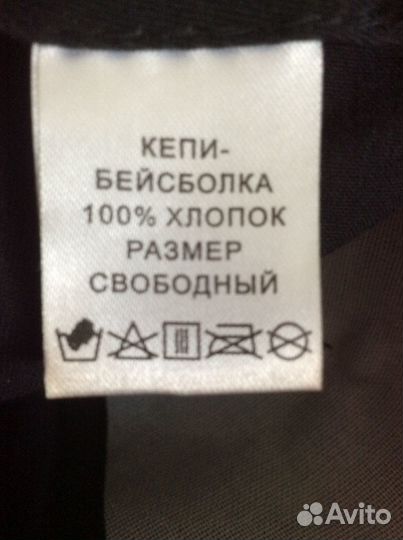 КЕПИ-
БЕЙСБОЛКА
100% ХЛОПОК
РАЗМЕР
СВОБОДНЫЙ
Avito